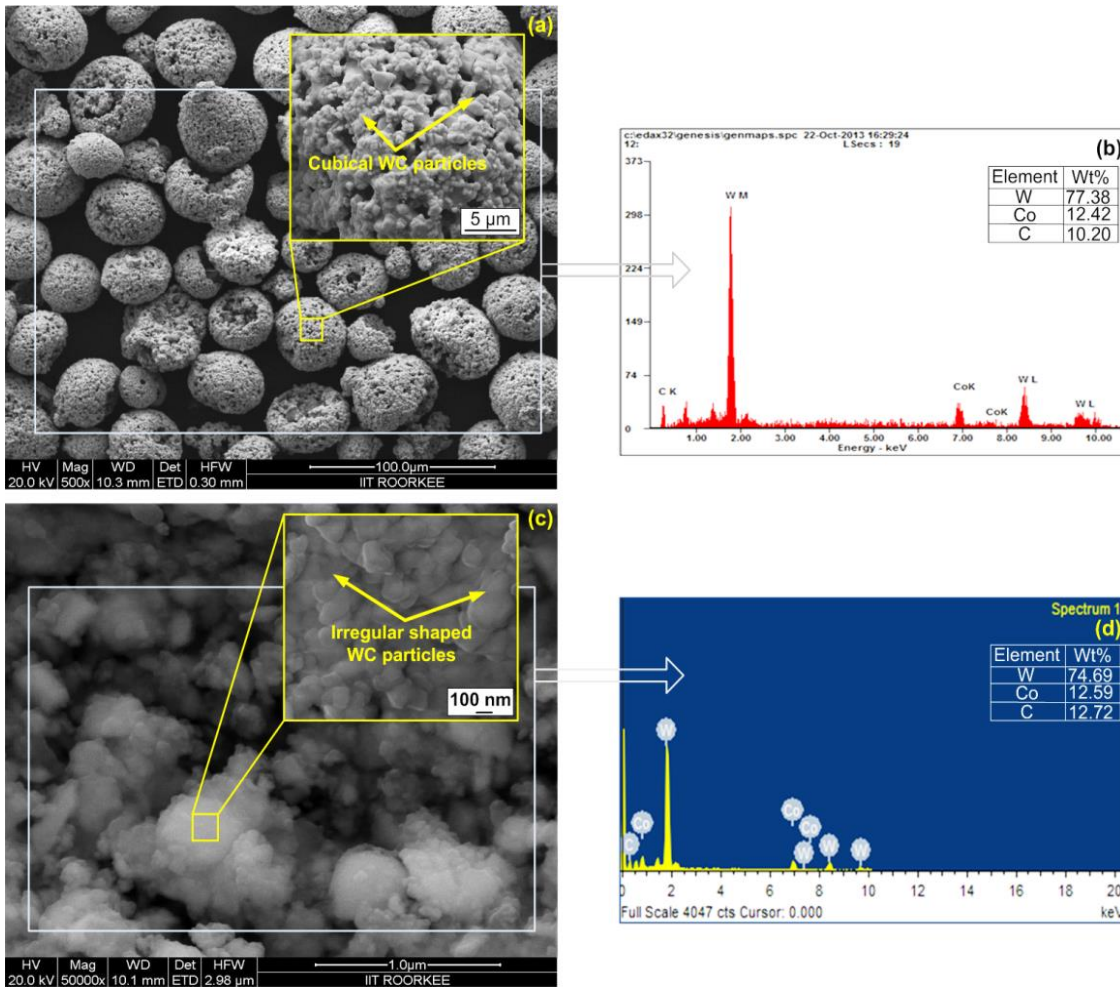 (a)
Cubical WC particles
5 µm
HV Mag WD Det HFW 100.0µm
20.0 kV 500x 10.3 mm ETD 0.30 mm IIT ROORKEE
c:\edax32\genesis\genmaps.spc 22-Oct-2013 16:29:24
12: LSecs : 19
(b)
Element Wt%
W 77.38
Co 12.42
C 10.20
373
298
224
149
74
0
C K
W M
CoK
CoK
W L
W L
1.00 2.00 3.00 4.00 5.00 6.00 7.00 8.00 9.00 10.00
Energy - keV
(c)
Irregular shaped
WC particles
100 nm
HV Mag WD Det HFW 1.0µm
20.0 kV 50000x 10.1 mm ETD 2.98 µm IIT ROORKEE
Spectrum 1
(d)
Element Wt%
W 74.69
Co 12.59
C 12.72
W
Co
Co
Co
C
W
W
W
0 2 4 6 8 10 12 14 16 18 20
Full Scale 4047 cts Cursor: 0.000 keV